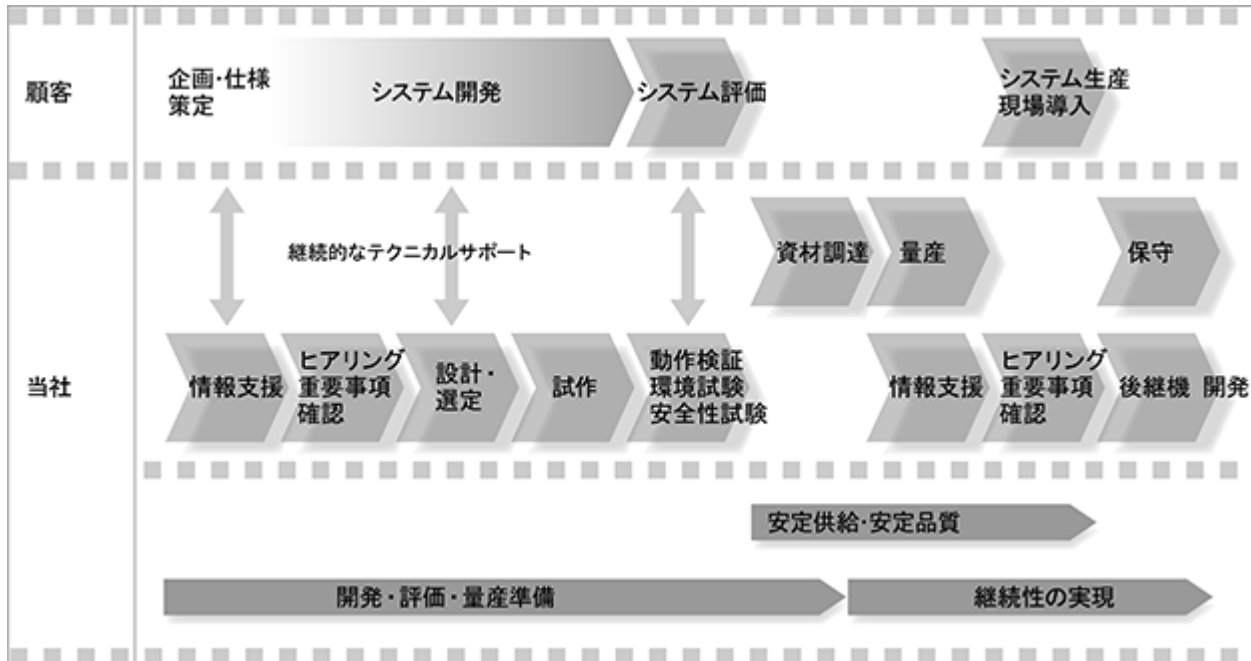 顧客
企画・仕様
策定
システム開発
システム評価
システム生産
現場導入
継続的なテクニカルサポート
資材調達
量産
保守
当社
情報支援
ヒアリング
重要事項
確認
設計・
選定
試作
動作検証
環境試験
安全性試験
情報支援
ヒアリング
重要事項
確認
後継機 開発
安定供給・安定品質
開発・評価・量産準備
継続性の実現